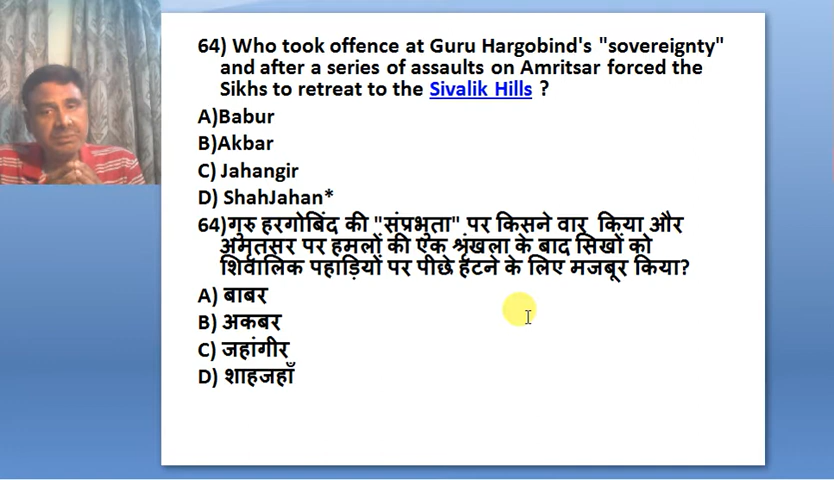 64) Who took offence at Guru Hargobind's "sovereignty"
and after a series of assaults on Amritsar forced the
Sikhs to retreat to the Sivalik Hills ?
A)Babur
B)Akbar
C) Jahangir
D) ShahJahan*
64)गुरु हरगोबिंद की "संप्रभुता" पर किसने वार किया और
अमृतसर पर हमलों की एक श्रृंखला के बाद सिखों को
शिवालिक पहाड़ियों पर पीछे हटने के लिए मजबूर किया?
A) बाबर
B) अकबर
C) जहांगीर
D) शाहजहाँ